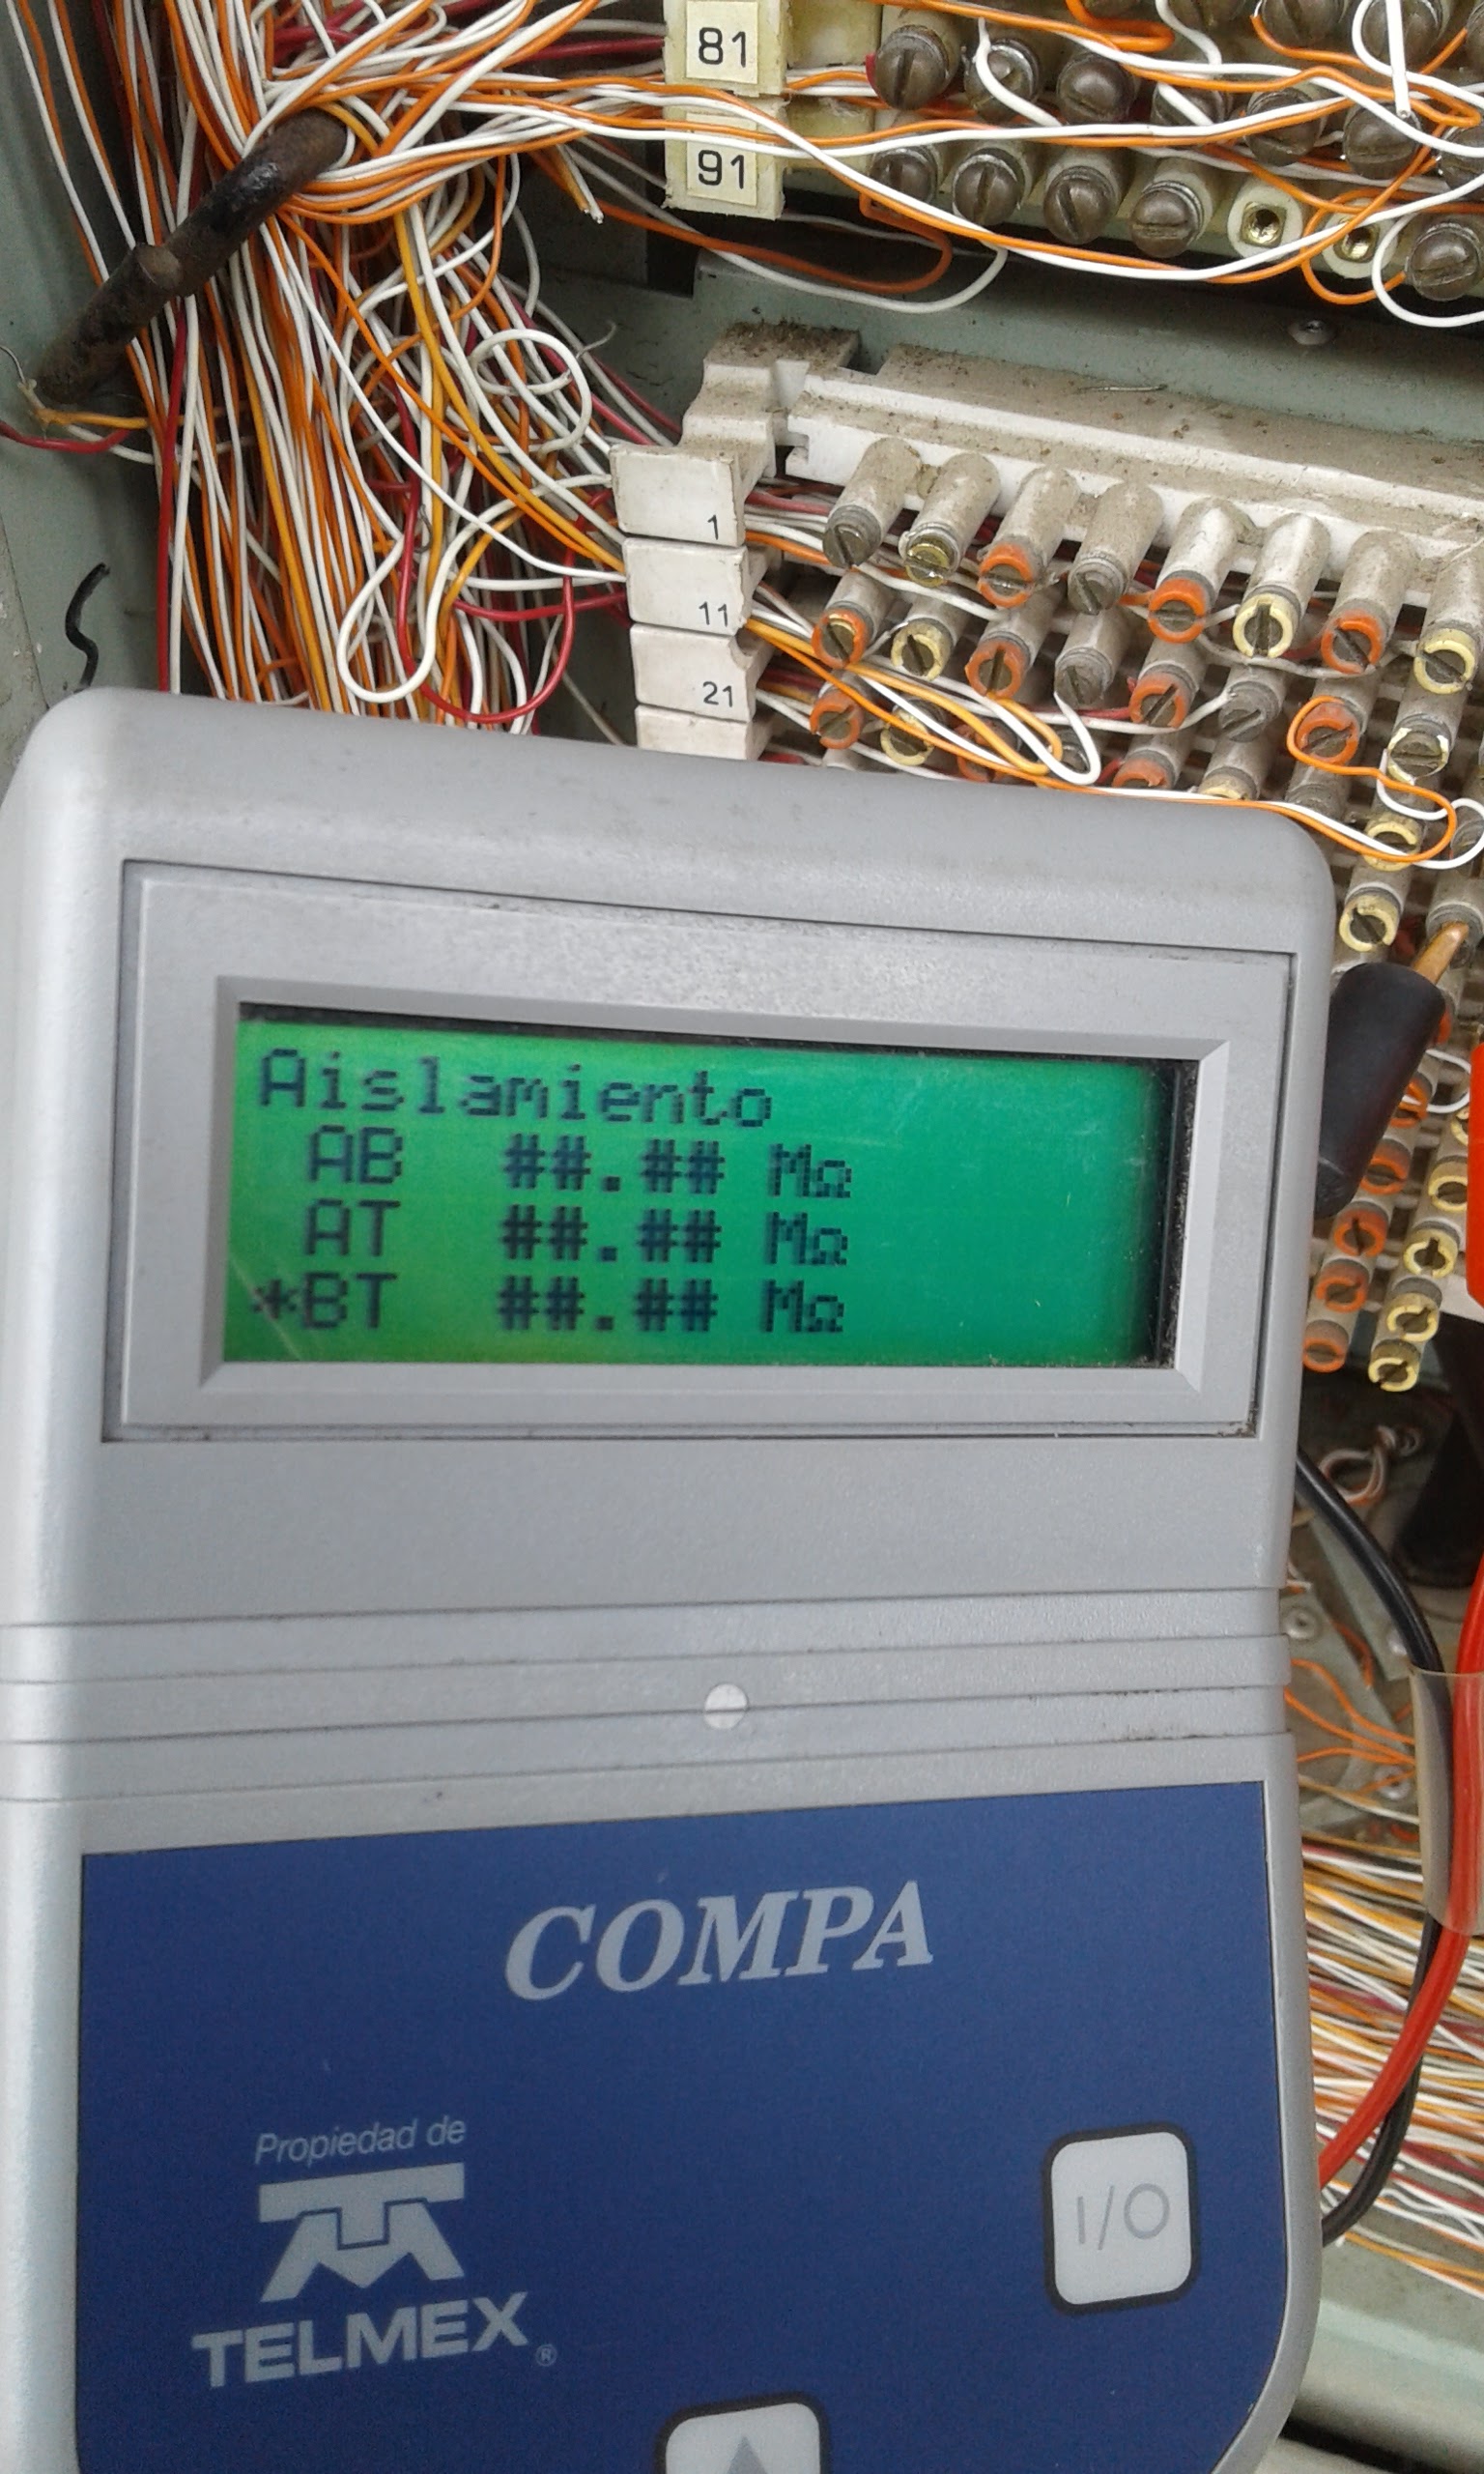 81
91
1
11
21
Aislamiento
AB ##.## MΩ
AT ##.## MΩ
*BT ##.## MΩ
COMPA
Propiedad de
TELMEX ®
I/O